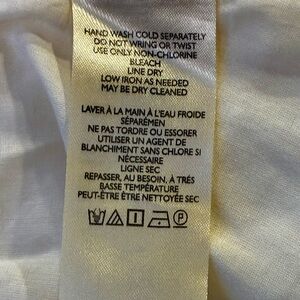 HAND WASH COLD SEPARATELY
DO NOT WRING OR TWIST
USE ONLY NON-CHLORINE
BLEACH
LINE DRY
LOW IRON AS NEEDED
MAY BE DRY CLEANED
LAVER À LA MAIN À L'EAU FROIDE
SÉPARÉMEN
NE PAS TORDRE OU ESSORER
UTILISER UN AGENT DE
BLANCHIMENT SANS CHLORE SI
NÉCESSAIRE
LIGNE SEC
REPASSER, AU BESOIN, À TRÈS
BASSE TEMPÉRATURE
PEUT-ÊTRE ÊTRE NETTOYÉE SEC
P